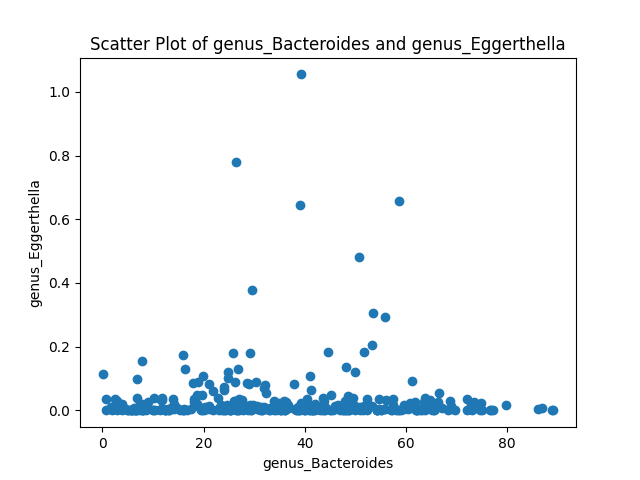 Scatter Plot of genus_Bacteroides and genus_Eggerthella
1.0
0.8
0.6
0.4
0.2
0.0
genus_Eggerthella
0 20 40 60 80
genus_Bacteroides